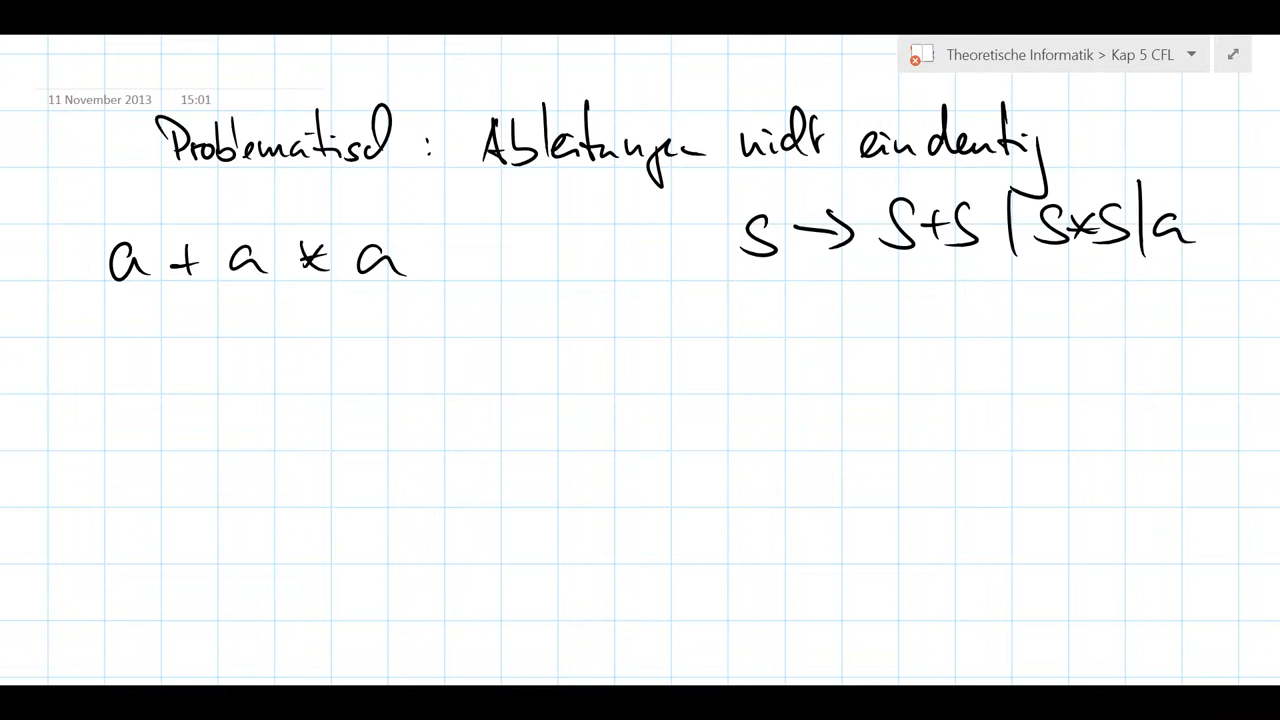 Theoretische Informatik > Kap 5 CFL
11 November 2013 15:01
Problematisch : Ableitungen nicht eindeutig
S → S+S | S*S | a
a + a * a